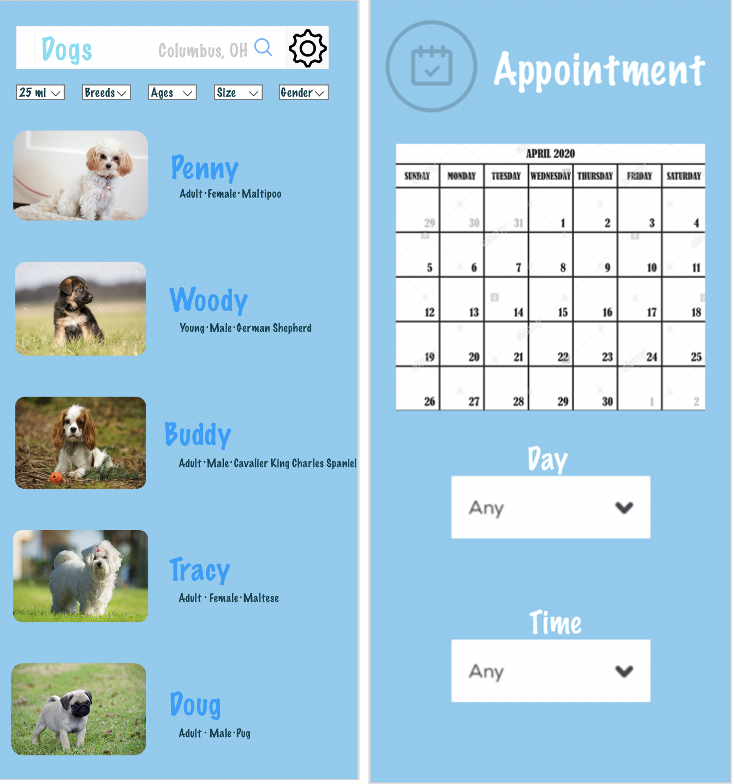 Dogs Columbus, OH
25 mi Breeds Ages Size Gender
Penny
Adult·Female·Maltipoo
Woody
Young·Male·German Shepherd
Buddy
Adult·Male·Cavalier King Charles Spaniel
Tracy
Adult · Female·Maltese
Doug
Adult · Male·Pug
Appointment
APRIL 2020
SUNDAY MONDAY TUESDAY WEDNESDAY THURSDAY FRIDAY SATURDAY
29 30 31 1 2 3 4
5 6 7 8 9 10 11
12 13 14 15 16 17 18
19 20 21 22 23 24 25
26 27 28 29 30 1 2
Day
Any
Time
Any